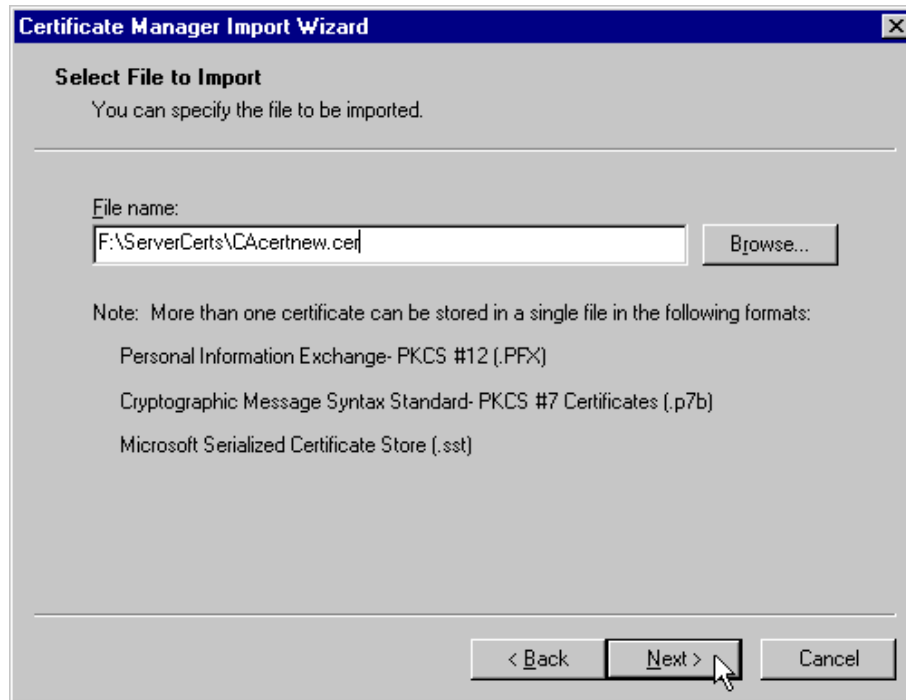 Certificate Manager Import Wizard
Select File to Import
You can specify the file to be imported.
File name:
F:\ServerCerts\CAcertnew.cer
Browse...
Note:  More than one certificate can be stored in a single file in the following formats:
Personal Information Exchange- PKCS #12 (.PFX)
Cryptographic Message Syntax Standard- PKCS #7 Certificates (.p7b)
Microsoft Serialized Certificate Store (.sst)
< Back
Next >
Cancel